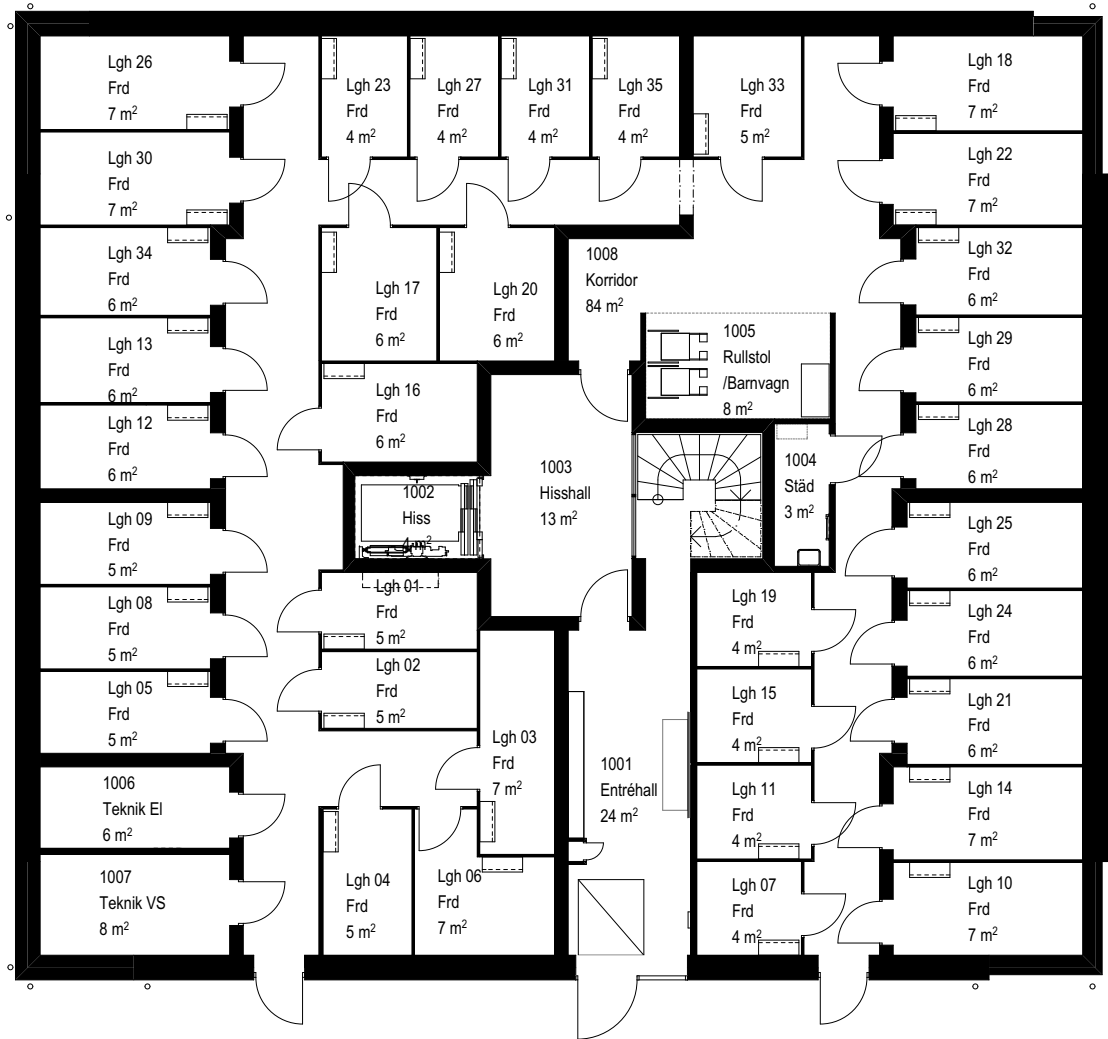 Lgh 26
Frd
7 m²
Lgh 23
Frd
4 m²
Lgh 27
Frd
4 m²
Lgh 31
Frd
4 m²
Lgh 35
Frd
4 m²
Lgh 33
Frd
5 m²
Lgh 18
Frd
7 m²
Lgh 30
Frd
7 m²
Lgh 22
Frd
7 m²
Lgh 34
Frd
6 m²
Lgh 17
Frd
6 m²
Lgh 20
Frd
6 m²
1008
Korridor
84 m²
Lgh 32
Frd
6 m²
Lgh 13
Frd
6 m²
1005
Rullstol
/Barnvagn
8 m²
Lgh 29
Frd
6 m²
Lgh 16
Frd
6 m²
Lgh 12
Frd
6 m²
Lgh 28
Frd
6 m²
1002
Hiss
4 m²
1003
Hisshall
13 m²
1004
Städ
3 m²
Lgh 09
Frd
5 m²
Lgh 25
Frd
6 m²
Lgh 08
Frd
5 m²
Lgh 01
Frd
5 m²
Lgh 19
Frd
4 m²
Lgh 24
Frd
6 m²
Lgh 05
Frd
5 m²
Lgh 02
Frd
5 m²
Lgh 03
Frd
7 m²
Lgh 15
Frd
4 m²
Lgh 21
Frd
6 m²
1006
Teknik El
6 m²
1001
Entréhall
24 m²
Lgh 11
Frd
4 m²
Lgh 14
Frd
7 m²
1007
Teknik VS
8 m²
Lgh 04
Frd
5 m²
Lgh 06
Frd
7 m²
Lgh 07
Frd
4 m²
Lgh 10
Frd
7 m²